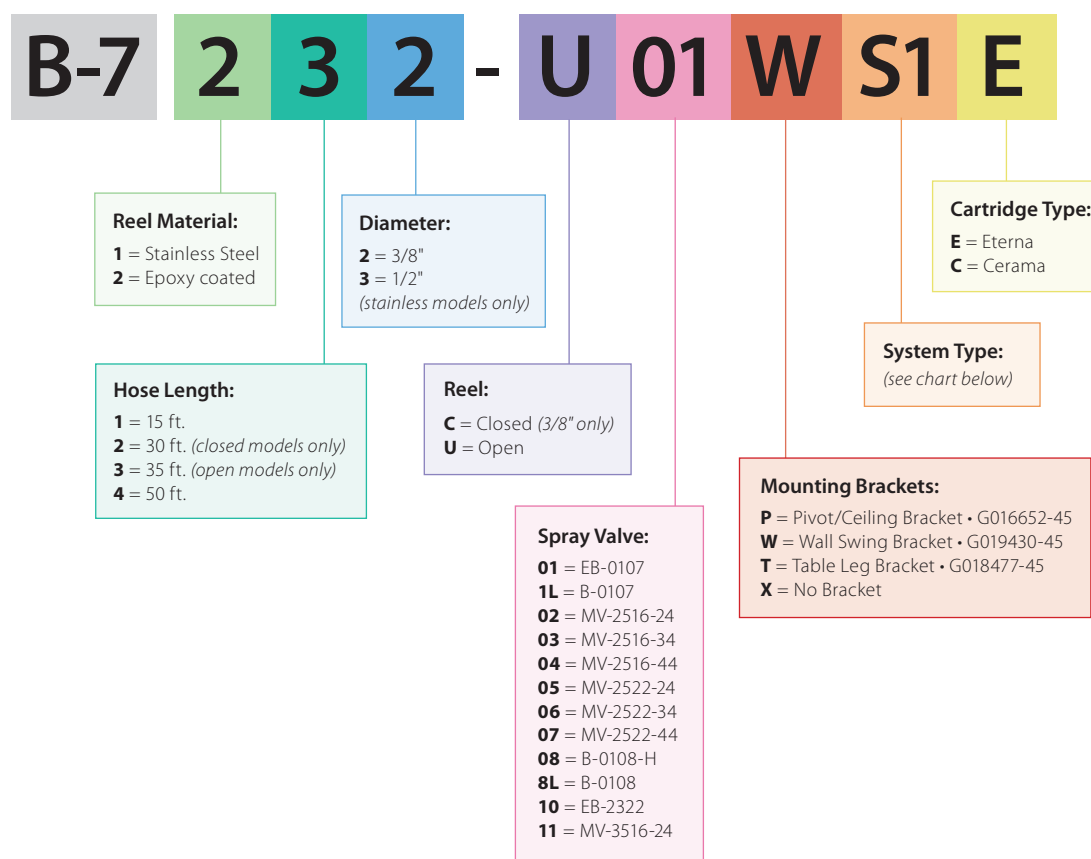 B-7 2 3 2 - U 01 W S1 E
Reel Material:
1 = Stainless Steel
2 = Epoxy coated
Diameter:
2 = 3/8"
3 = 1/2"
(stainless models only)
Cartridge Type:
E = Eterna
C = Cerama
System Type:
(see chart below)
Hose Length:
1 = 15 ft.
2 = 30 ft. (closed models only)
3 = 35 ft. (open models only)
4 = 50 ft.
Reel:
C = Closed (3/8" only)
U = Open
Mounting Brackets:
P = Pivot/Ceiling Bracket • G016652-45
W = Wall Swing Bracket • G019430-45
T = Table Leg Bracket • G018477-45
X = No Bracket
Spray Valve:
01 = EB-0107
1L = B-0107
02 = MV-2516-24
03 = MV-2516-34
04 = MV-2516-44
05 = MV-2522-24
06 = MV-2522-34
07 = MV-2522-44
08 = B-0108-H
8L = B-0108
10 = EB-2322
11 = MV-3516-24